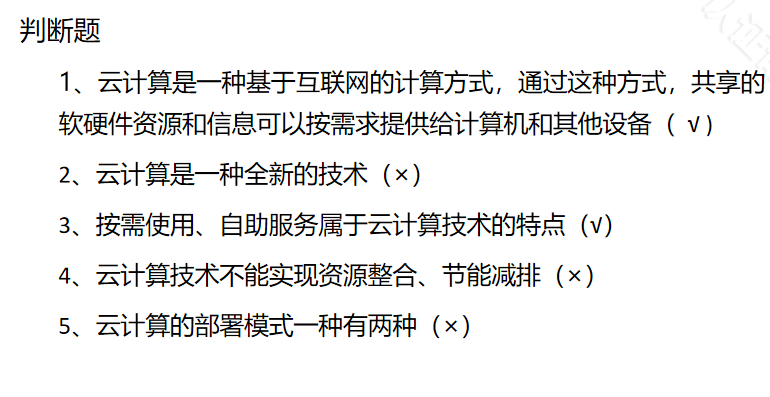 判断题
1、云计算是一种基于互联网的计算方式，通过这种方式，共享的
软硬件资源和信息可以按需求提供给计算机和其他设备（ √ ）
2、云计算是一种全新的技术（×）
3、按需使用、自助服务属于云计算技术的特点（√）
4、云计算技术不能实现资源整合、节能减排（×）
5、云计算的部署模式一种有两种（×）